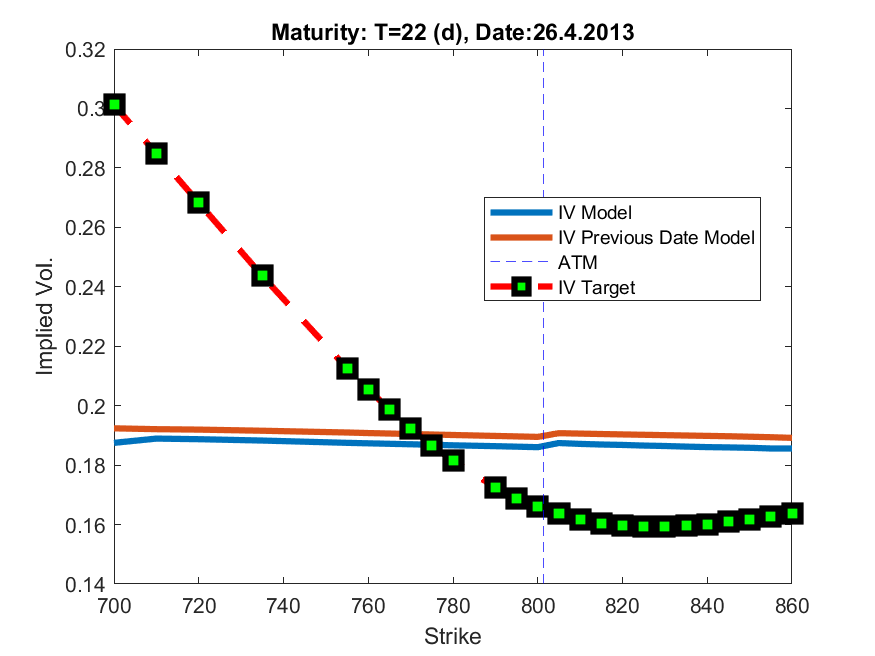 Maturity: T=22 (d), Date:26.4.2013
0.32
0.3
0.28
0.26
0.24
0.22
0.2
0.18
0.16
0.14
Implied Vol.
IV Model
IV Previous Date Model
ATM
IV Target
700 720 740 760 780 800 820 840 860
Strike